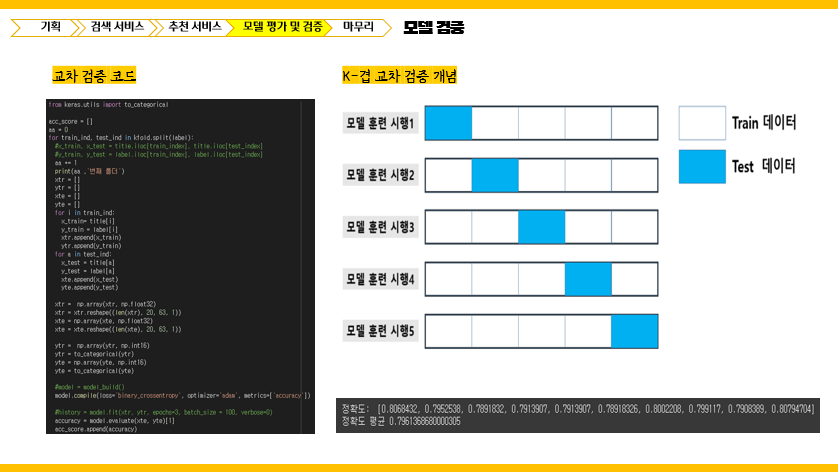 기획
검색 서비스
추천 서비스
모델 평가 및 검증
마무리
모델 검증
교차 검증 코드
from keras.utils import to_categorical
acc_score = []
aa = 0
for train_ind, test_ind in kfold.split(label):
#x_train, x_test = title.iloc[train_index], title.iloc[test_index]
#y_train, y_test = label.iloc[train_index], label.iloc[test_index]
aa += 1
print(aa ,'번째 폴더')
xtr = []
ytr = []
xte = []
yte = []
for i in train_ind:
x_train= title[i]
y_train = label[i]
xtr.append(x_train)
ytr.append(y_train)
for a in test_ind:
x_test = title[a]
y_test = label[a]
xte.append(x_test)
yte.append(y_test)
xtr = np.array(xtr, np.float32)
xtr = xtr.reshape((len(xtr), 20, 63, 1))
xte = np.array(xte, np.float32)
xte = xte.reshape((len(xte), 20, 63, 1))
ytr = np.array(ytr, np.int16)
ytr = to_categorical(ytr)
yte = np.array(yte, np.int16)
yte = to_categorical(yte)
#model = model_build()
model.compile(loss='binary_crossentropy', optimizer='adam', metrics=['accuracy'])
#history = model.fit(xtr, ytr, epochs=3, batch_size = 100, verbose=0)
accuracy = model.evaluate(xte, yte)[1]
acc_score.append(accuracy)
K-겹 교차 검증 개념
모델 훈련 시행1
모델 훈련 시행2
모델 훈련 시행3
모델 훈련 시행4
모델 훈련 시행5
Train 데이터
Test 데이터
정확도: [0.8068432, 0.7952538, 0.7891832, 0.7913907, 0.7913907, 0.78918326, 0.8002208, 0.799117, 0.7908389, 0.80794704]
정확도 평균 0.7961368680000305